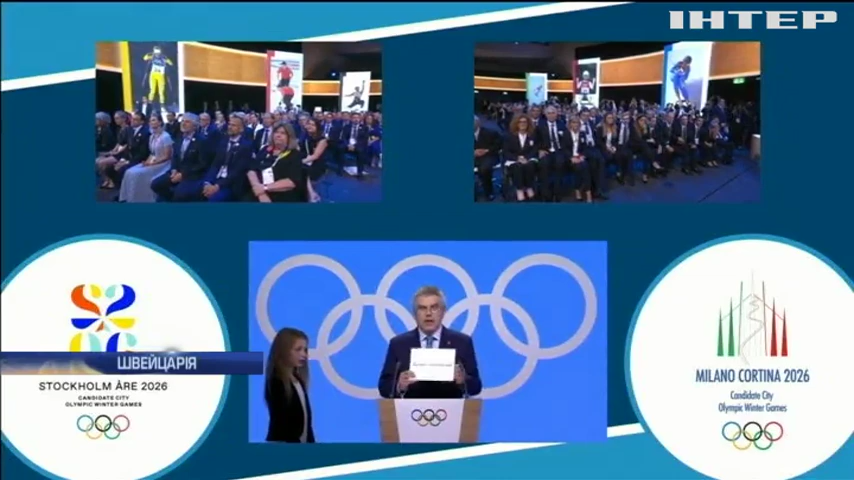 ІНТЕР
ШВЕЙЦАРІЯ
STOCKHOLM ÅRE 2026
CANDIDATE CITY
OLYMPIC WINTER GAMES
MILANO CORTINA 2026
Candidate City
Olympic Winter Games